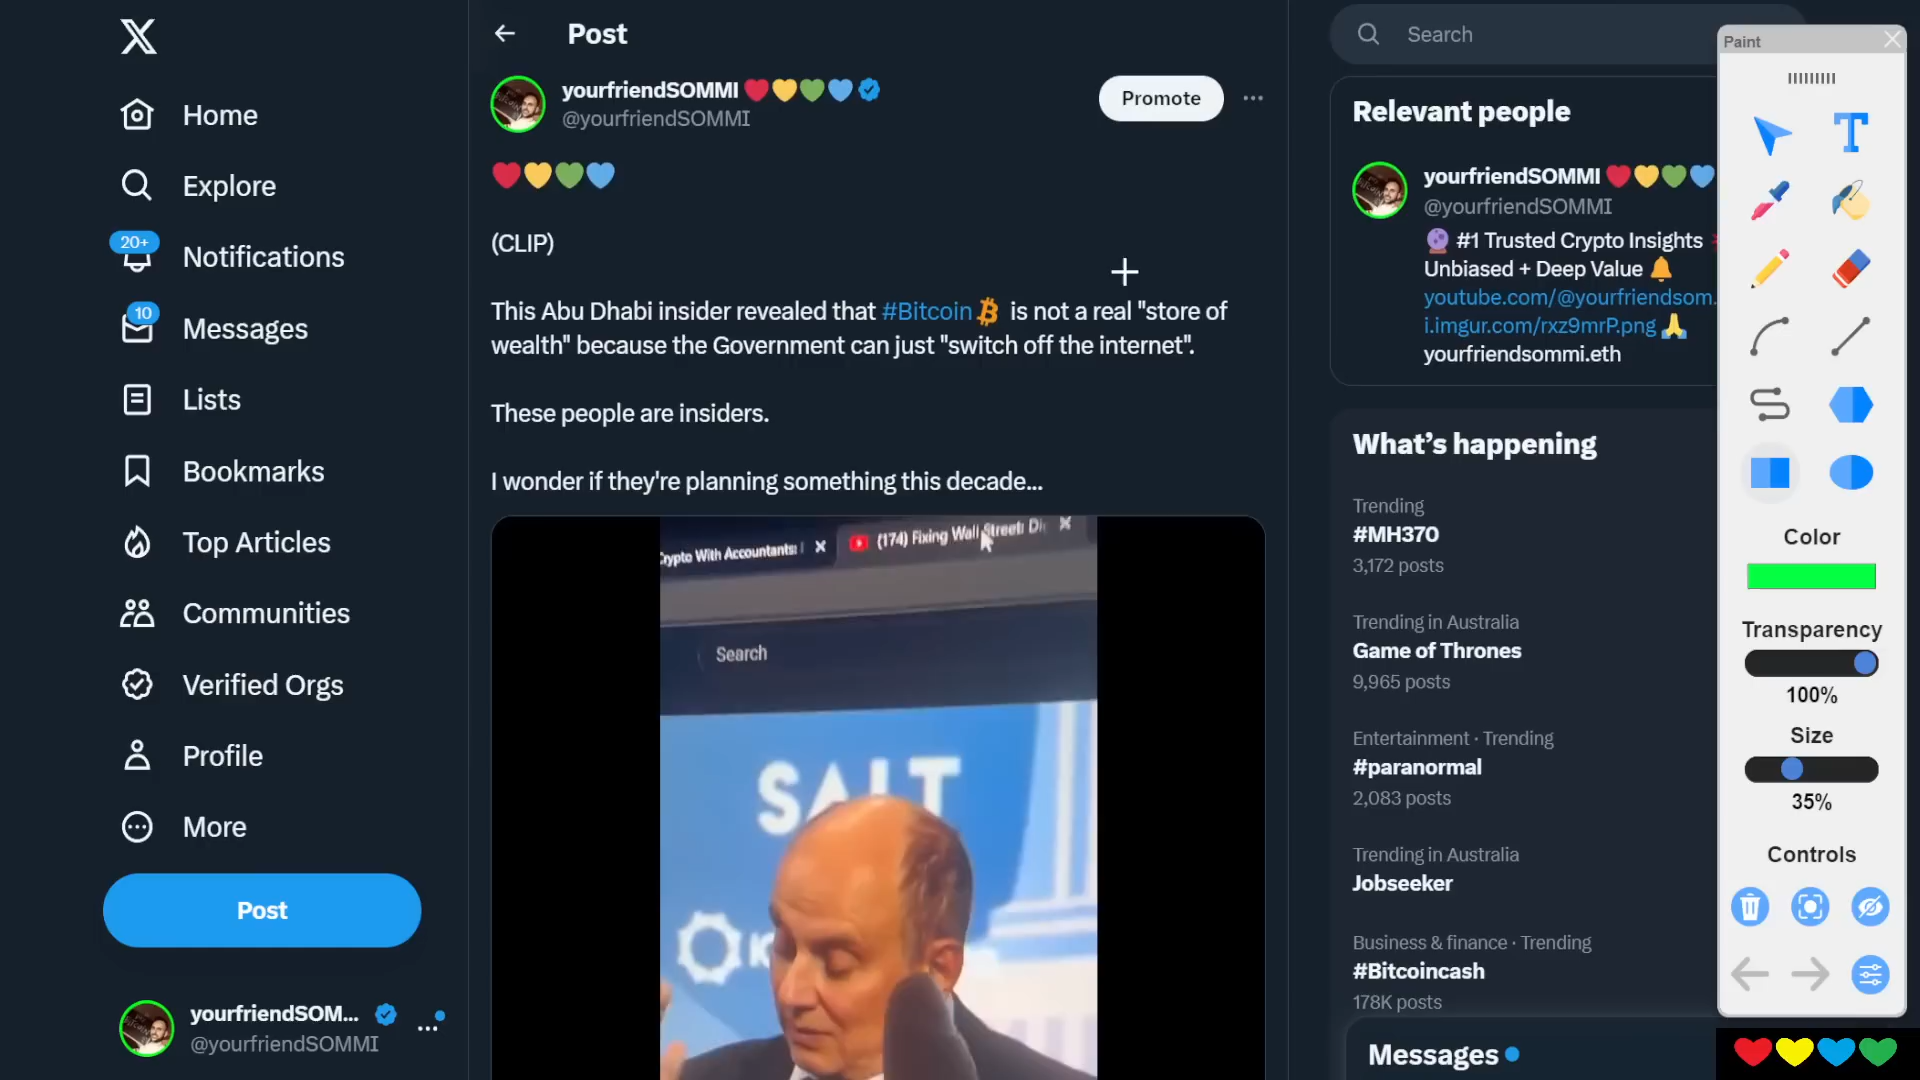 X
Home
Explore
20+
Notifications
10
Messages
Lists
Bookmarks
Top Articles
Communities
Verified Orgs
Profile
More
Post
yourfriendSOM...
@yourfriendSOMMI
Post
yourfriendSOMMI ❤️💛💚💙
@yourfriendSOMMI
Promote
❤️💛💚💙
(CLIP)
This Abu Dhabi insider revealed that #Bitcoin is not a real "store of
wealth" because the Government can just "switch off the internet".
These people are insiders.
I wonder if they're planning something this decade...
Crypto With Accountants:
(174) Fixing Wall Street: Di
Search
SALT
Search
Relevant people
yourfriendSOMMI ❤️💛💚💙
@yourfriendSOMMI
🔮 #1 Trusted Crypto Insights
Unbiased + Deep Value 🔔
youtube.com/@yourfriendsom
i.imgur.com/rxz9mrP.png 🙏
yourfriendsommi.eth
What's happening
Trending
#MH370
3,172 posts
Trending in Australia
Game of Thrones
9,965 posts
Entertainment · Trending
#paranormal
2,083 posts
Trending in Australia
Jobseeker
Business & finance · Trending
#Bitcoincash
178K posts
Messages
Paint
T
Color
Transparency
100%
Size
35%
Controls